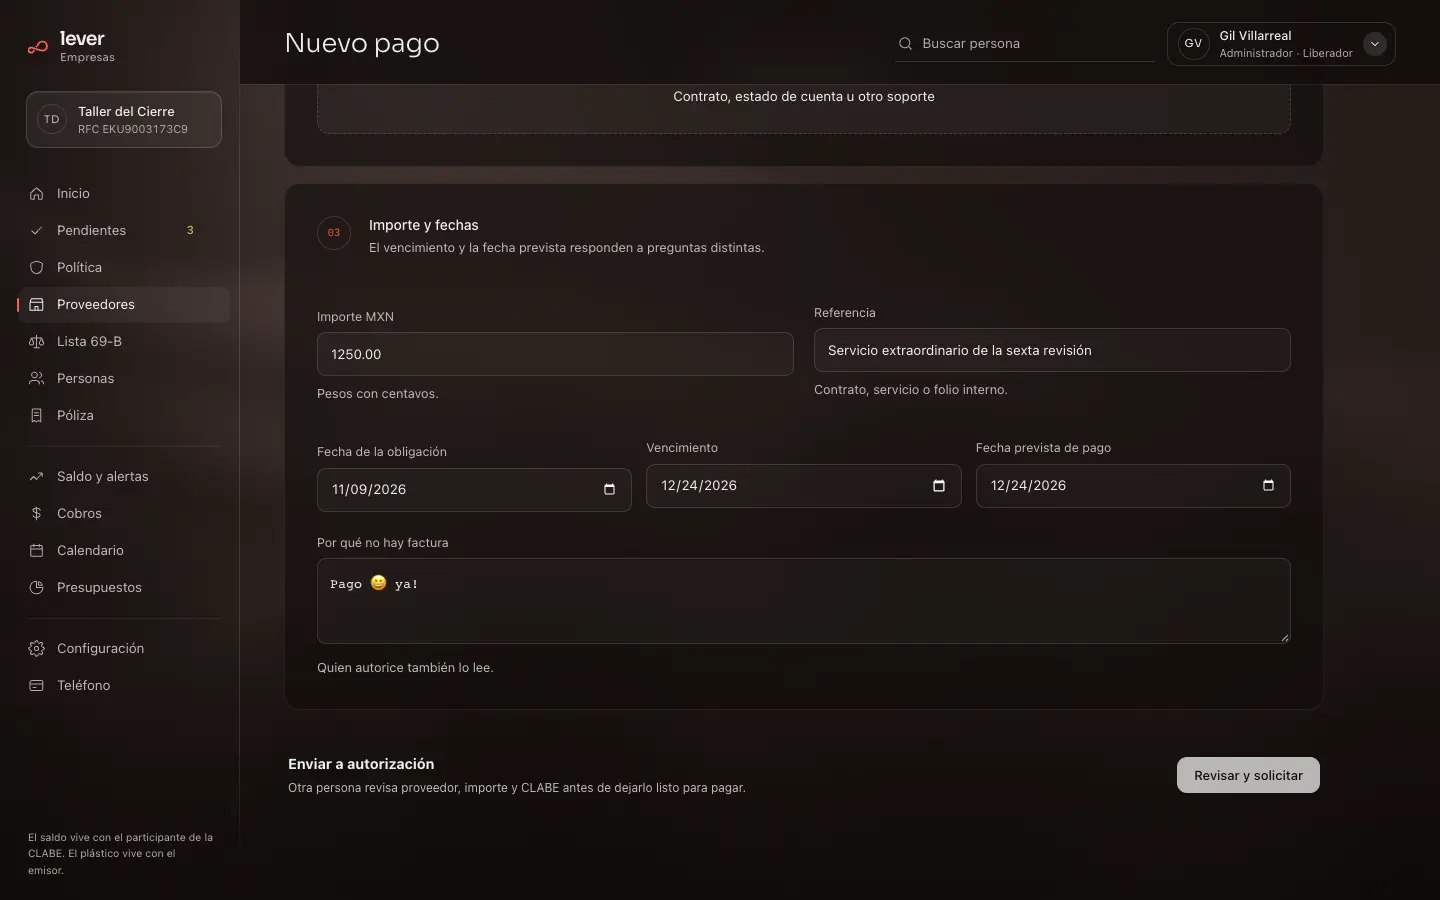 lever
Empresas
TD
Taller del Cierre
RFC EKU9003173C9
Inicio
Pendientes 3
Política
Proveedores
Lista 69-B
Personas
Póliza
Saldo y alertas
Cobros
Calendario
Presupuestos
Configuración
Teléfono
El saldo vive con el participante de la
CLABE. El plástico vive con el
emisor.
Nuevo pago
Buscar persona
GV
Gil Villarreal
Administrador · Liberador
Contrato, estado de cuenta u otro soporte
03
Importe y fechas
El vencimiento y la fecha prevista responden a preguntas distintas.
Importe MXN
1250.00
Pesos con centavos.
Referencia
Servicio extraordinario de la sexta revisión
Contrato, servicio o folio interno.
Fecha de la obligación
11/09/2026
Vencimiento
12/24/2026
Fecha prevista de pago
12/24/2026
Por qué no hay factura
Pago 😀 ya!
Quien autorice también lo lee.
Enviar a autorización
Otra persona revisa proveedor, importe y CLABE antes de dejarlo listo para pagar.
Revisar y solicitar